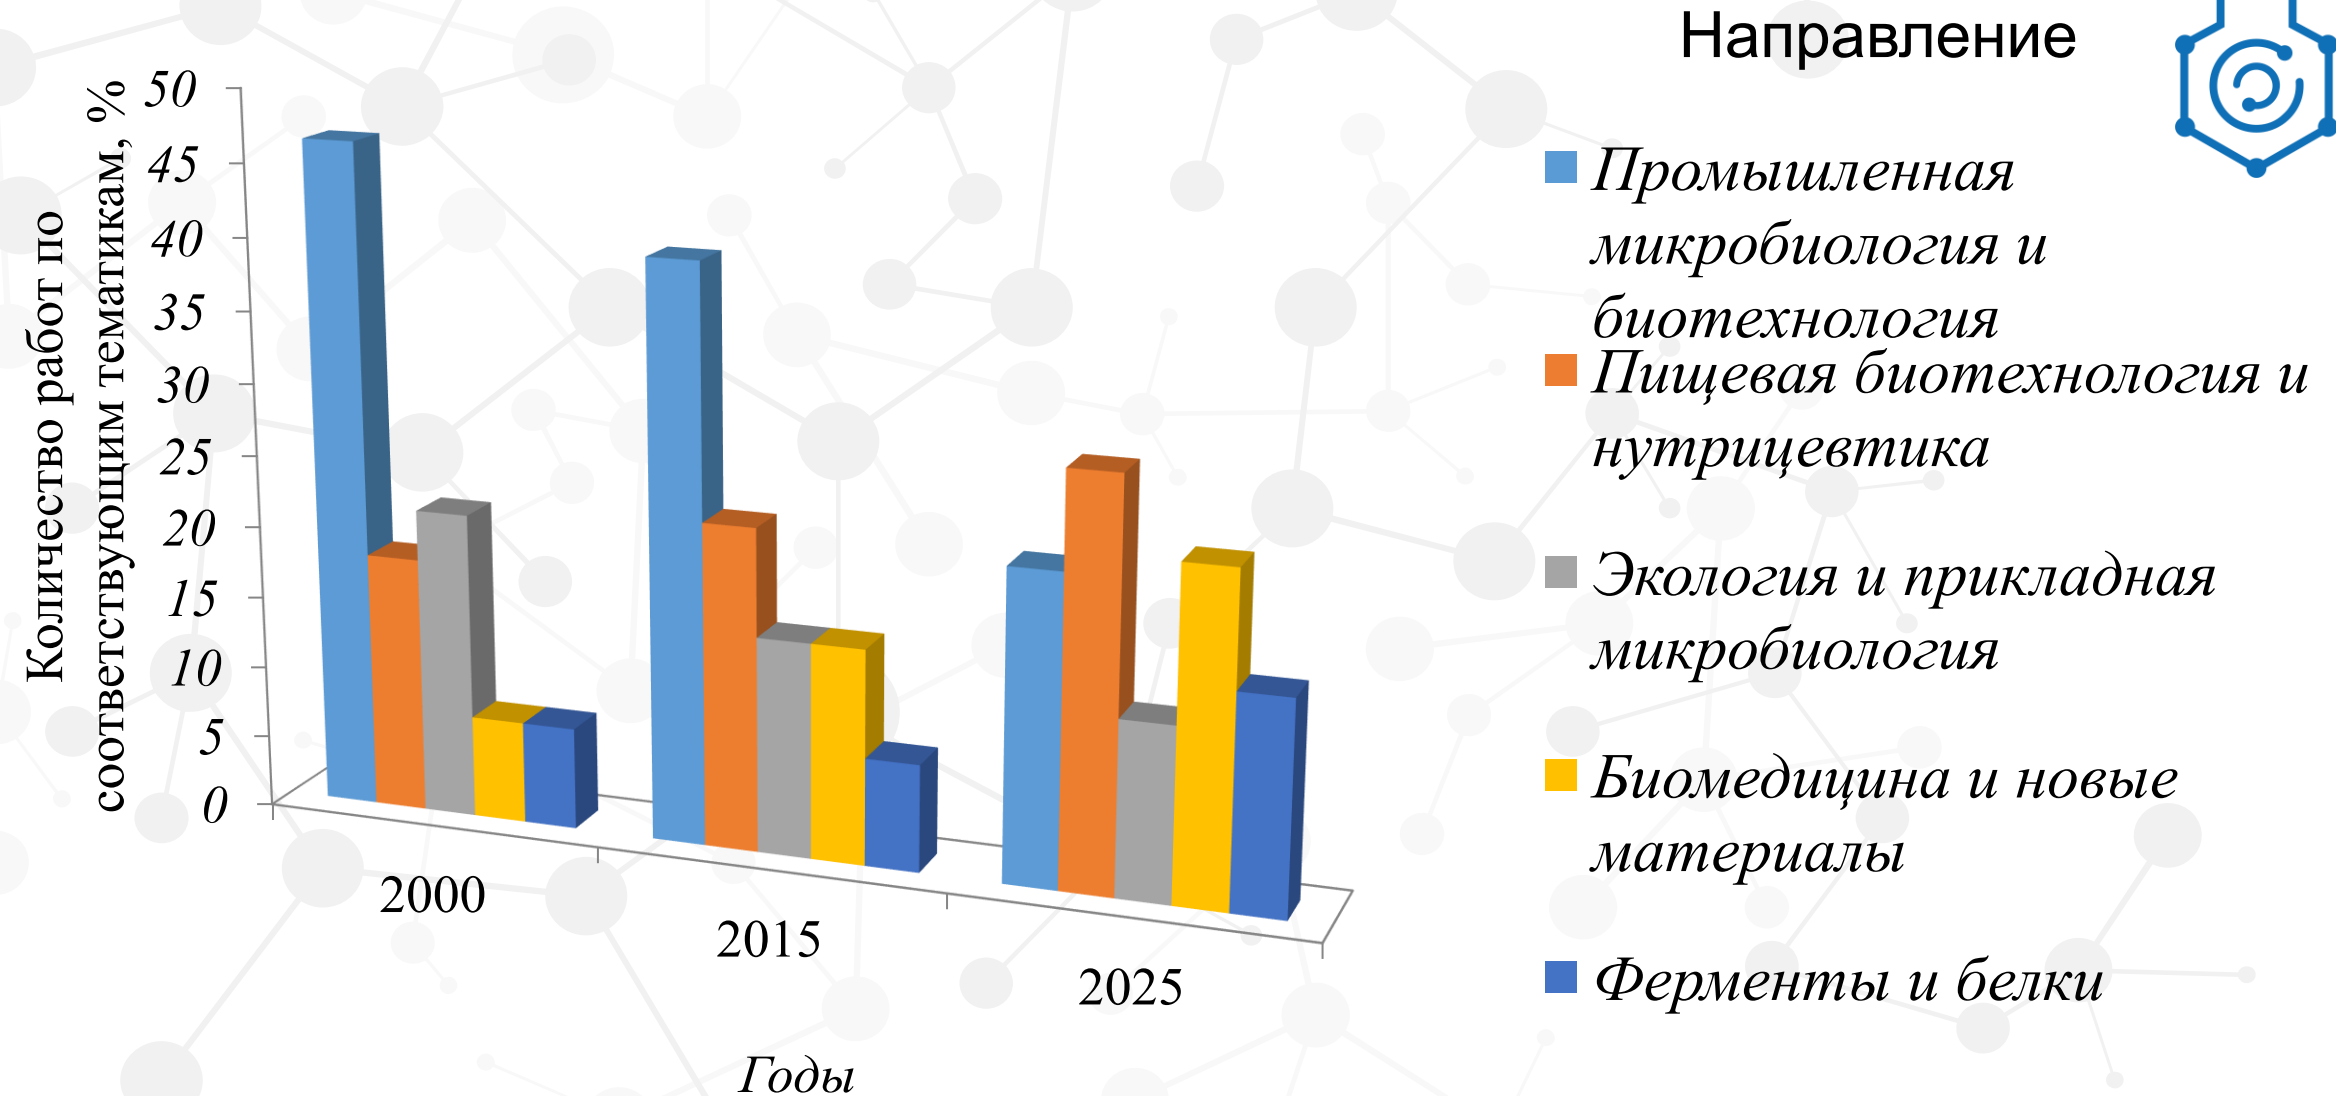 Количество работ по
соответствующим тематикам, %
50
45
40
35
30
25
20
15
10
5
0
2000
2015
2025
Годы
Направление
Промышленная
микробиология и
биотехнология
Пищевая биотехнология и
нутрицевтика
Экология и прикладная
микробиология
Биомедицина и новые
материалы
Ферменты и белки